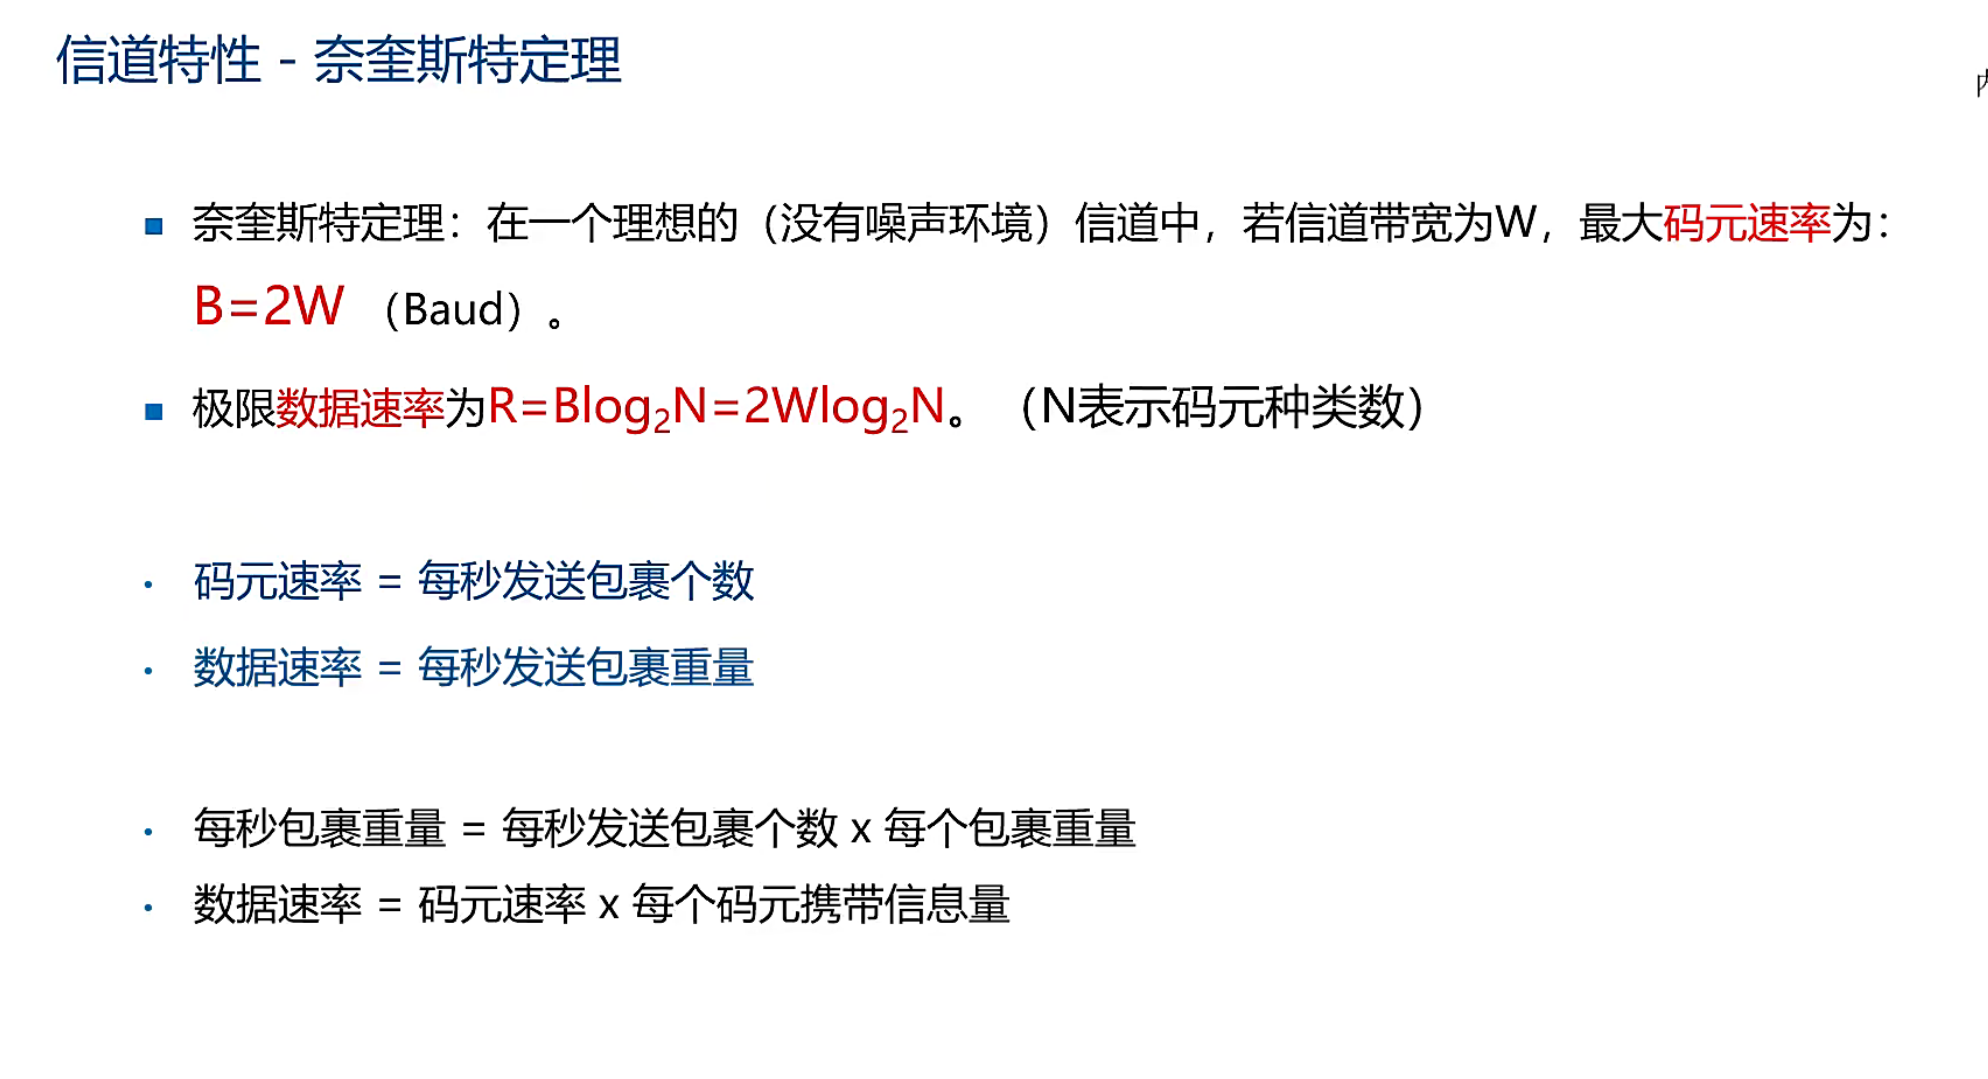 信道特性 - 奈奎斯特定理
奈奎斯特定理：在一个理想的（没有噪声环境）信道中，若信道带宽为W，最大码元速率为：
B=2W （Baud）。
极限数据速率为R=Blog₂N=2Wlog₂N。（N表示码元种类数）
码元速率 = 每秒发送包裹个数
数据速率 = 每秒发送包裹重量
每秒包裹重量 = 每秒发送包裹个数 x 每个包裹重量
数据速率 = 码元速率 x 每个码元携带信息量